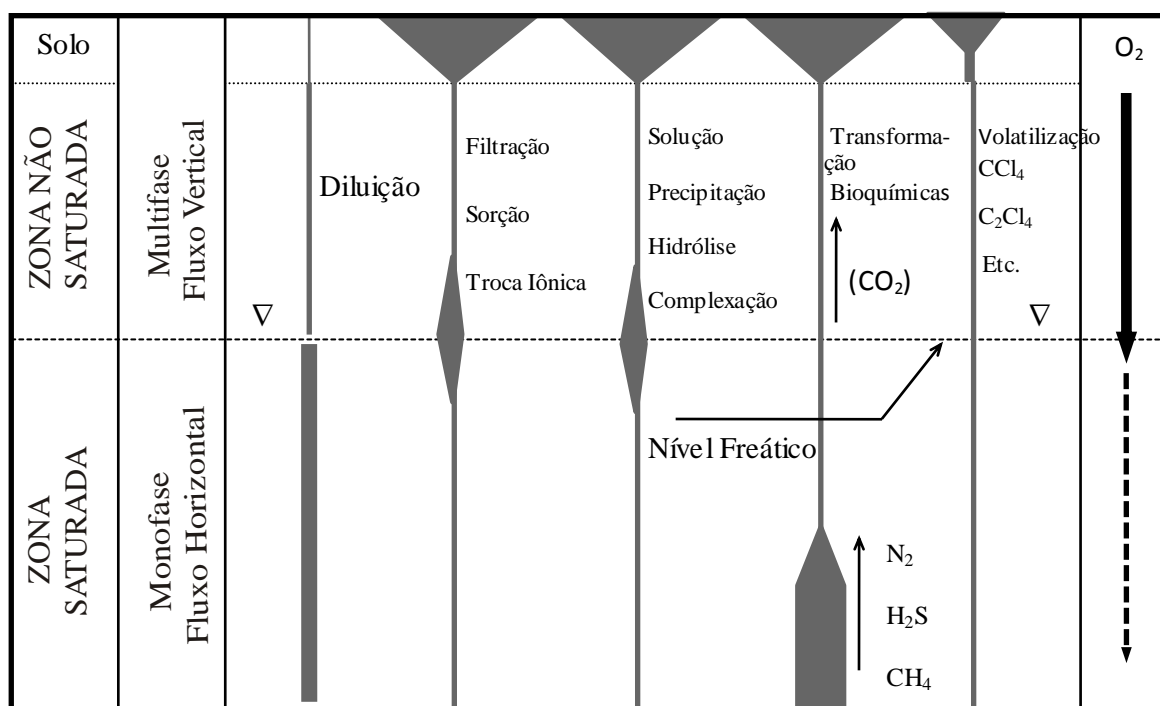 Solo
O₂
ZONA NÃO
SATURADA
Multifase
Fluxo Vertical
Diluição
Filtração
Sorção
Troca Iônica
Solução
Precipitação
Hidrólise
Complexação
Transforma-
ção
Bioquímicas
(CO₂)
Volatilização
CCl₄
C₂Cl₄
Etc.
∇
∇
ZONA
SATURADA
Monofase
Fluxo Horizontal
Nível Freático
N₂
H₂S
CH₄